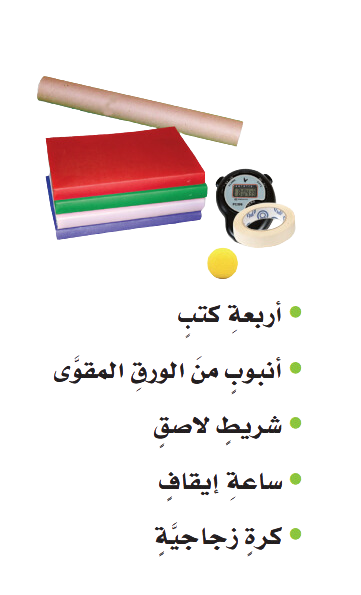 • أربعةِ كتبٍ
• أنبوبٍ منَ الورقِ المقوَّى
• شريطٍ لاصقٍ
• ساعةِ إيقافٍ
• كرةٍ زجاجيَّةٍ